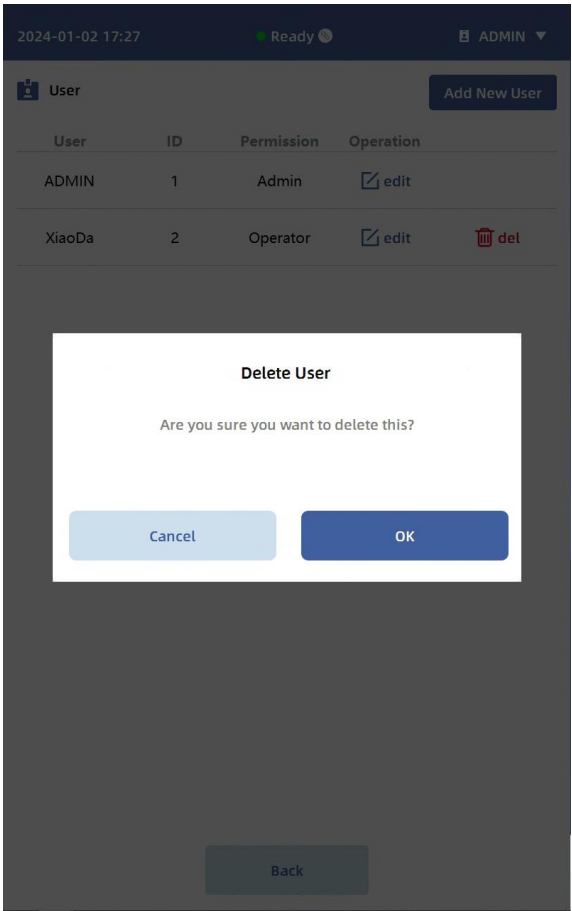 2024-01-02 17:27 Ready ADMIN ▼
User Add New User
User ID Permission Operation
ADMIN 1 Admin edit
XiaoDa 2 Operator edit del
Delete User
Are you sure you want to delete this?
Cancel OK
Back